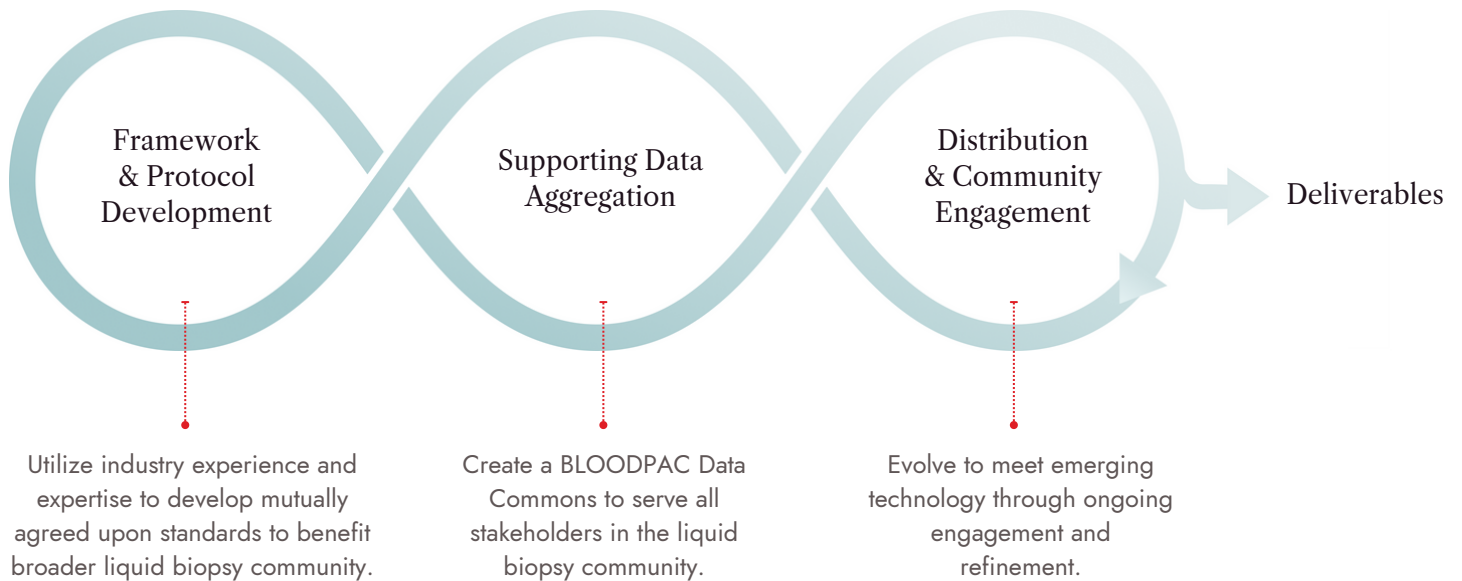 Framework
& Protocol
Development
Supporting Data
Aggregation
Distribution
& Community
Engagement
Deliverables
Utilize industry experience and
expertise to develop mutually
agreed upon standards to benefit
broader liquid biopsy community.
Create a BLOODPAC Data
Commons to serve all
stakeholders in the liquid
biopsy community.
Evolve to meet emerging
technology through ongoing
engagement and
refinement.